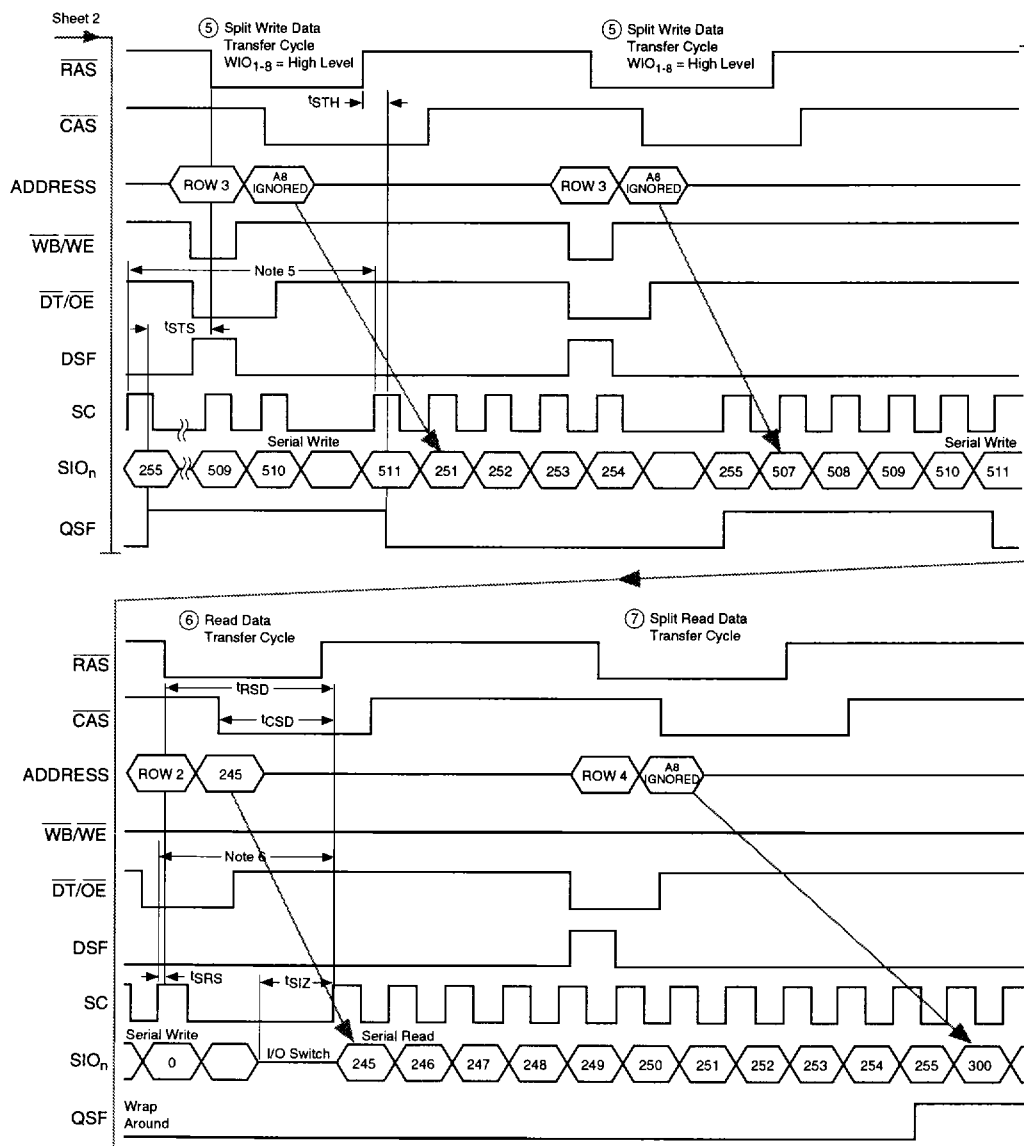 Sheet 2
⑤ Split Write Data
Transfer Cycle
WIO1-8 = High Level
⑤ Split Write Data
Transfer Cycle
WIO1-8 = High Level
RAS
tSTH
CAS
ADDRESS
ROW 3
A8
IGNORED
ROW 3
A8
IGNORED
WB/WE
Note 5
DT/OE
tSTS
DSF
SC
Serial Write
Serial Write
SIOn
255 509 510 511 251 252 253 254 255 507 508 509 510 511
QSF
⑥ Read Data
Transfer Cycle
⑦ Split Read Data
Transfer Cycle
RAS
tRSD
CAS
tCSD
ADDRESS
ROW 2 245
ROW 4
A8
IGNORED
WB/WE
Note 6
DT/OE
DSF
tSRS
tSIZ
SC
Serial Write
Serial Read
SIOn
0 I/O Switch 245 246 247 248 249 250 251 252 253 254 255 300
QSF
Wrap
Around